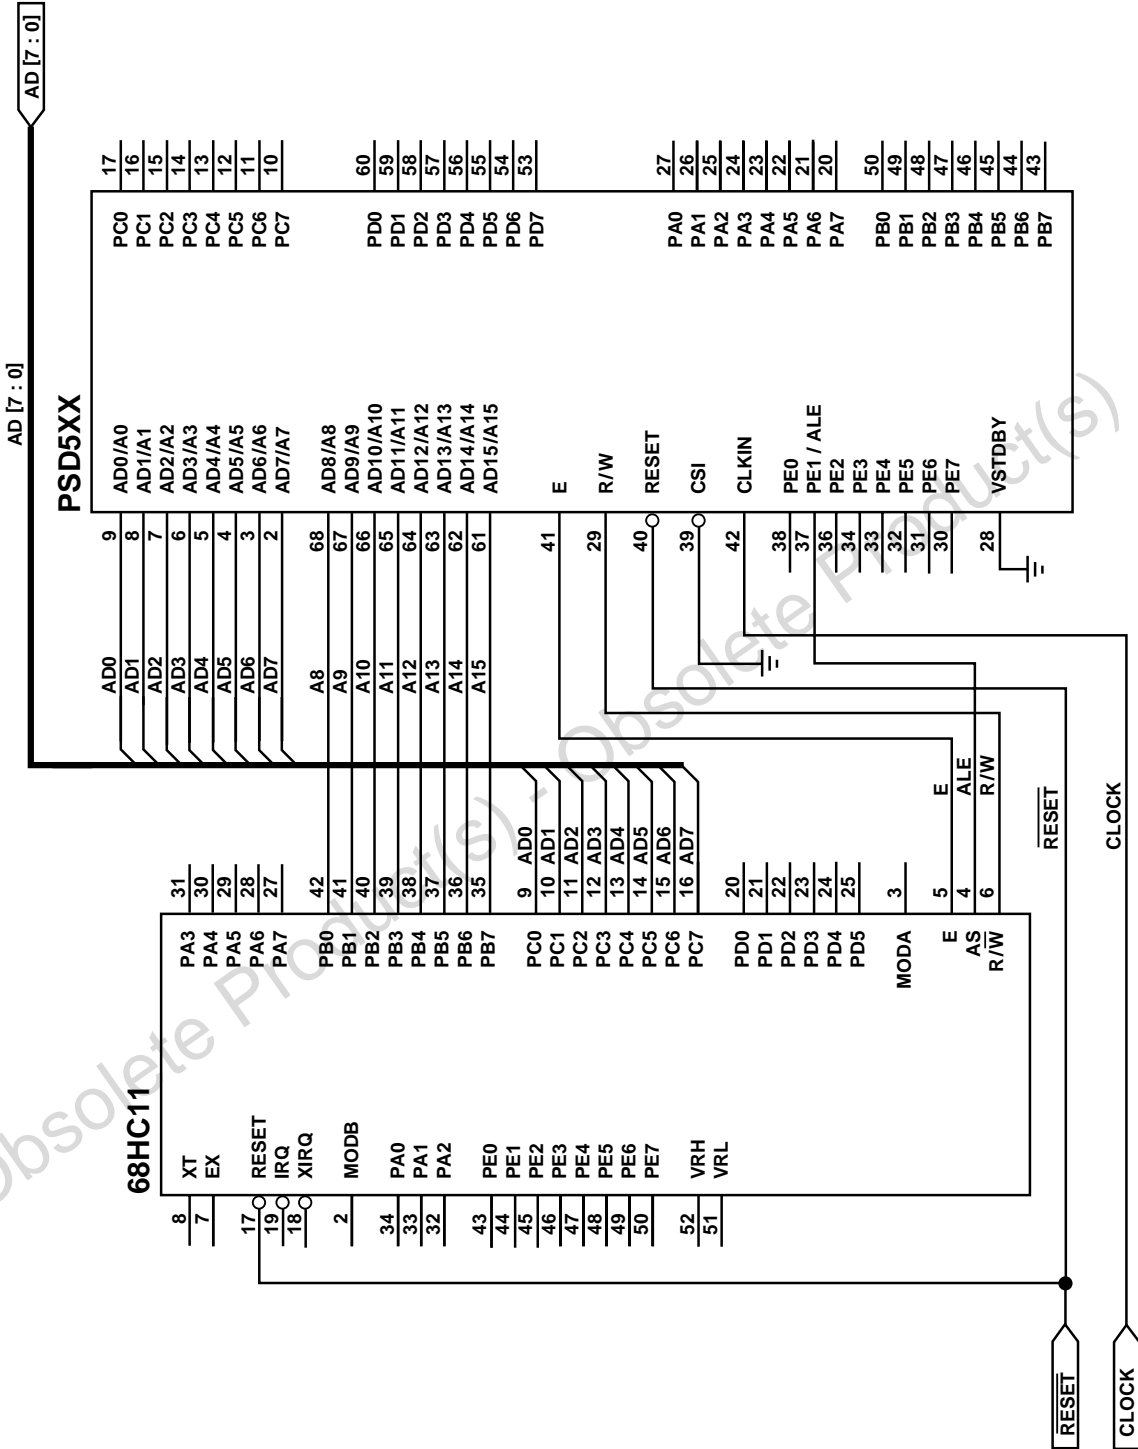 AD [7 : 0]
AD [7 : 0]
68HC11
8 XT
7 EX
17 RESET
19 IRQ
18 XIRQ
2 MODB
34 PA0
33 PA1
32 PA2
43 PE0
44 PE1
45 PE2
46 PE3
47 PE4
48 PE5
49 PE6
50 PE7
52 VRH
51 VRL
PA3 31
PA4 30
PA5 29
PA6 28
PA7 27
PB0 42
PB1 41
PB2 40
PB3 39
PB4 38
PB5 37
PB6 36
PB7 35
PC0 9 AD0
PC1 10 AD1
PC2 11 AD2
PC3 12 AD3
PC4 13 AD4
PC5 14 AD5
PC6 15 AD6
PC7 16 AD7
PD0 20
PD1 21
PD2 22
PD3 23
PD4 24
PD5 25
MODA 3
E 5 E
AS 4 ALE
R/W 6 R/W
RESET
CLOCK
RESET
CLOCK
PSD5XX
AD0 9 AD0/A0
AD1 8 AD1/A1
AD2 7 AD2/A2
AD3 6 AD3/A3
AD4 5 AD4/A4
AD5 4 AD5/A5
AD6 3 AD6/A6
AD7 2 AD7/A7
A8 68 AD8/A8
A9 67 AD9/A9
A10 66 AD10/A10
A11 65 AD11/A11
A12 64 AD12/A12
A13 63 AD13/A13
A14 62 AD14/A14
A15 61 AD15/A15
41 E
29 R/W
40 RESET
39 CSI
42 CLKIN
38 PE0
37 PE1 / ALE
36 PE2
34 PE3
33 PE4
32 PE5
31 PE6
30 PE7
28 VSTDBY
PC0 17
PC1 16
PC2 15
PC3 14
PC4 13
PC5 12
PC6 11
PC7 10
PD0 60
PD1 59
PD2 58
PD3 57
PD4 56
PD5 55
PD6 54
PD7 53
PA0 27
PA1 26
PA2 25
PA3 24
PA4 23
PA5 22
PA6 21
PA7 20
PB0 50
PB1 49
PB2 48
PB3 47
PB4 46
PB5 45
PB6 44
PB7 43
Obsolete Product(s) - Obsolete Product(s)